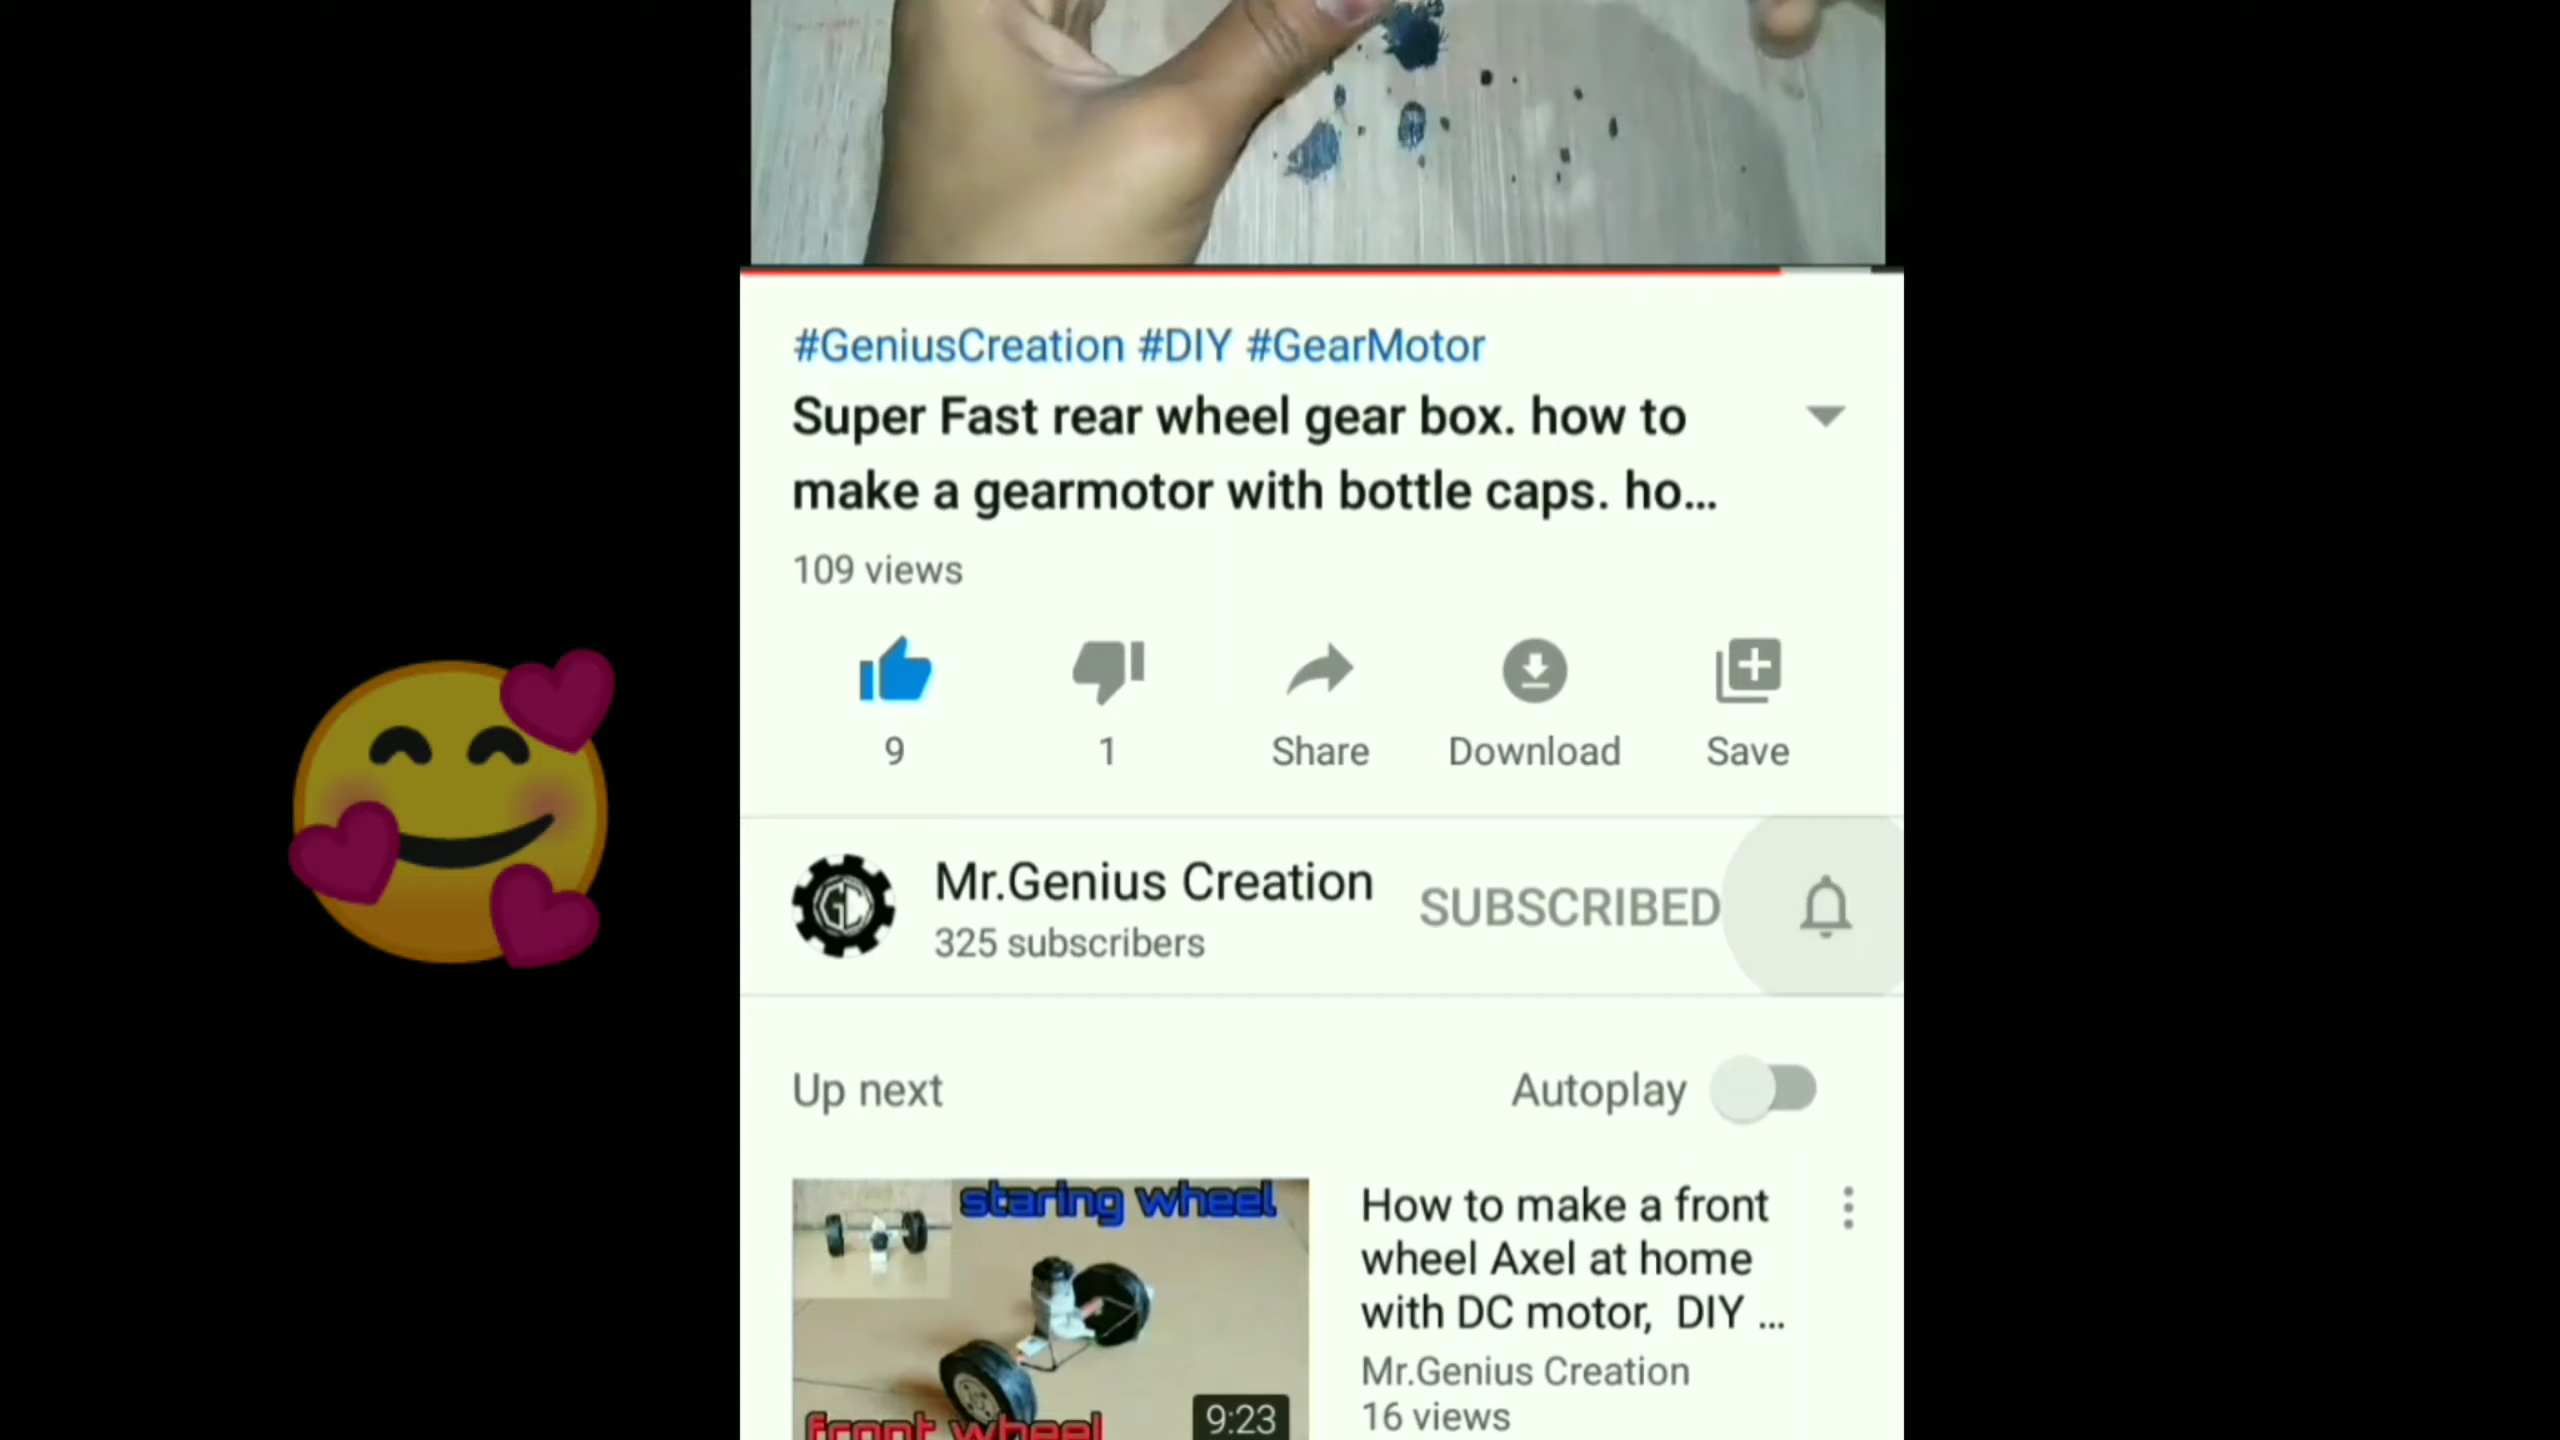 #GeniusCreation #DIY #GearMotor
Super Fast rear wheel gear box. how to
make a gearmotor with bottle caps. ho...
109 views
9
1
Share
Download
Save
GC
Mr.Genius Creation
SUBSCRIBED
325 subscribers
Up next
Autoplay
staring wheel
front wheel
9:23
How to make a front
wheel Axel at home
with DC motor, DIY ...
Mr.Genius Creation
16 views